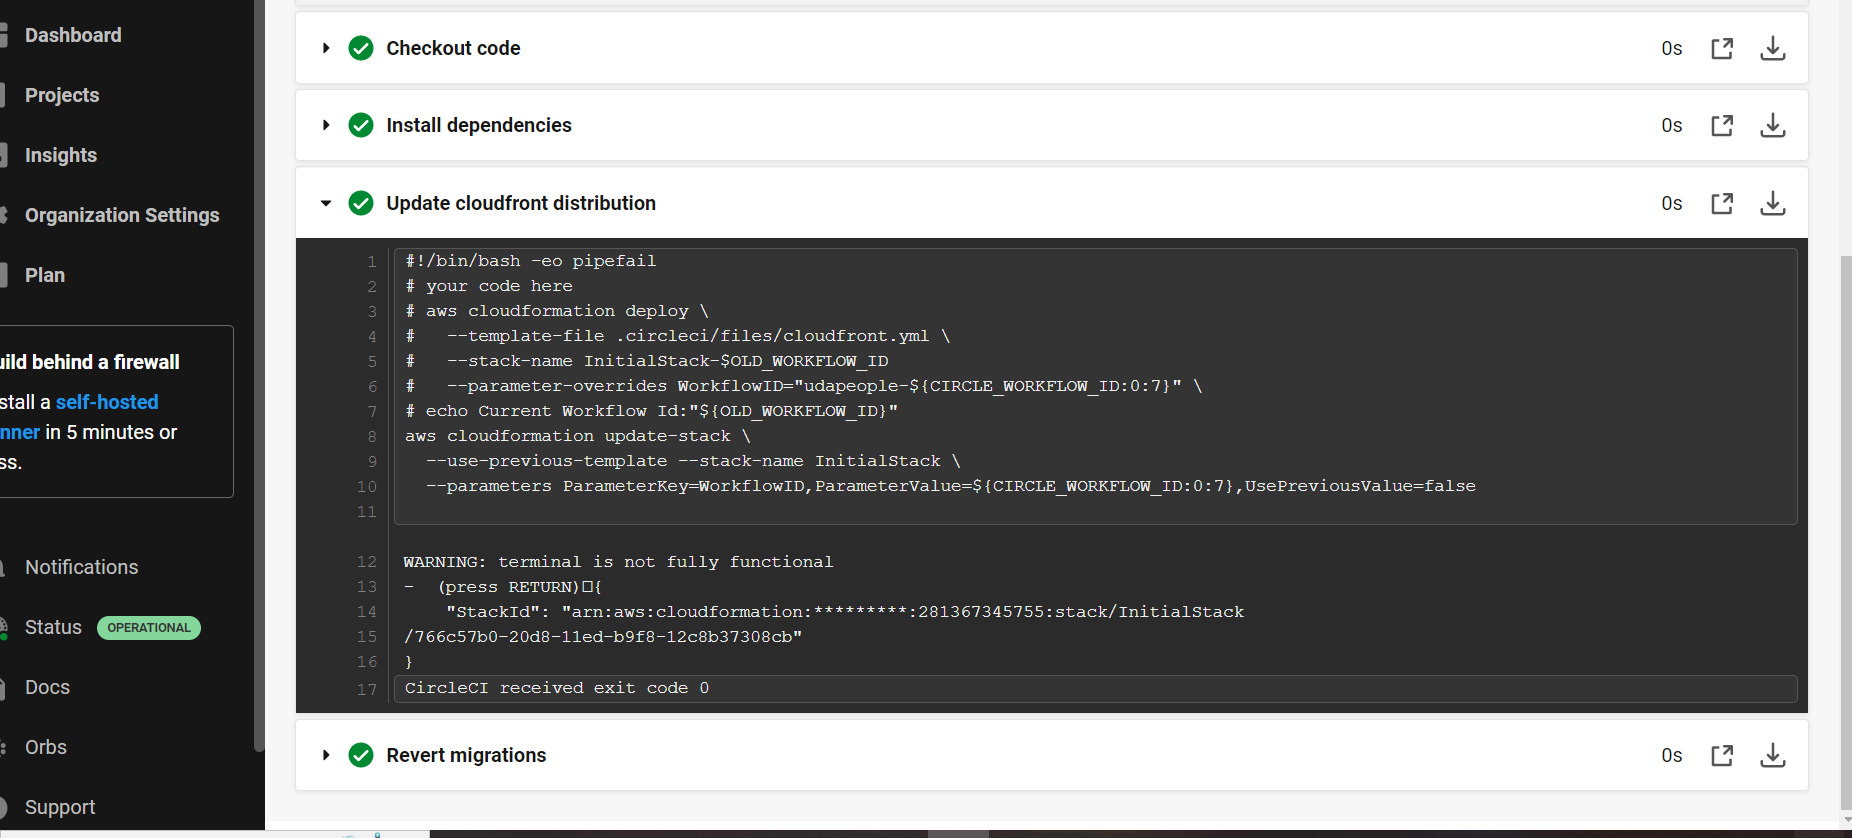 Dashboard
Projects
Insights
Organization Settings
Plan
uild behind a firewall
stall a self-hosted
nner in 5 minutes or
ss.
Notifications
Status OPERATIONAL
Docs
Orbs
Support
Checkout code 0s
Install dependencies 0s
Update cloudfront distribution 0s
1 #!/bin/bash -eo pipefail
2 # your code here
3 # aws cloudformation deploy \
4 #   --template-file .circleci/files/cloudfront.yml \
5 #   --stack-name InitialStack-$OLD_WORKFLOW_ID
6 #   --parameter-overrides WorkflowID="udapeople-${CIRCLE_WORKFLOW_ID:0:7}" \
7 # echo Current Workflow Id:"${OLD_WORKFLOW_ID}"
8 aws cloudformation update-stack \
9   --use-previous-template --stack-name InitialStack \
10   --parameters ParameterKey=WorkflowID,ParameterValue=${CIRCLE_WORKFLOW_ID:0:7},UsePreviousValue=false
11
12 WARNING: terminal is not fully functional
13 -  (press RETURN)□{
14     "StackId": "arn:aws:cloudformation:*********:281367345755:stack/InitialStack
15 /766c57b0-20d8-11ed-b9f8-12c8b37308cb"
16 }
17 CircleCI received exit code 0
Revert migrations 0s